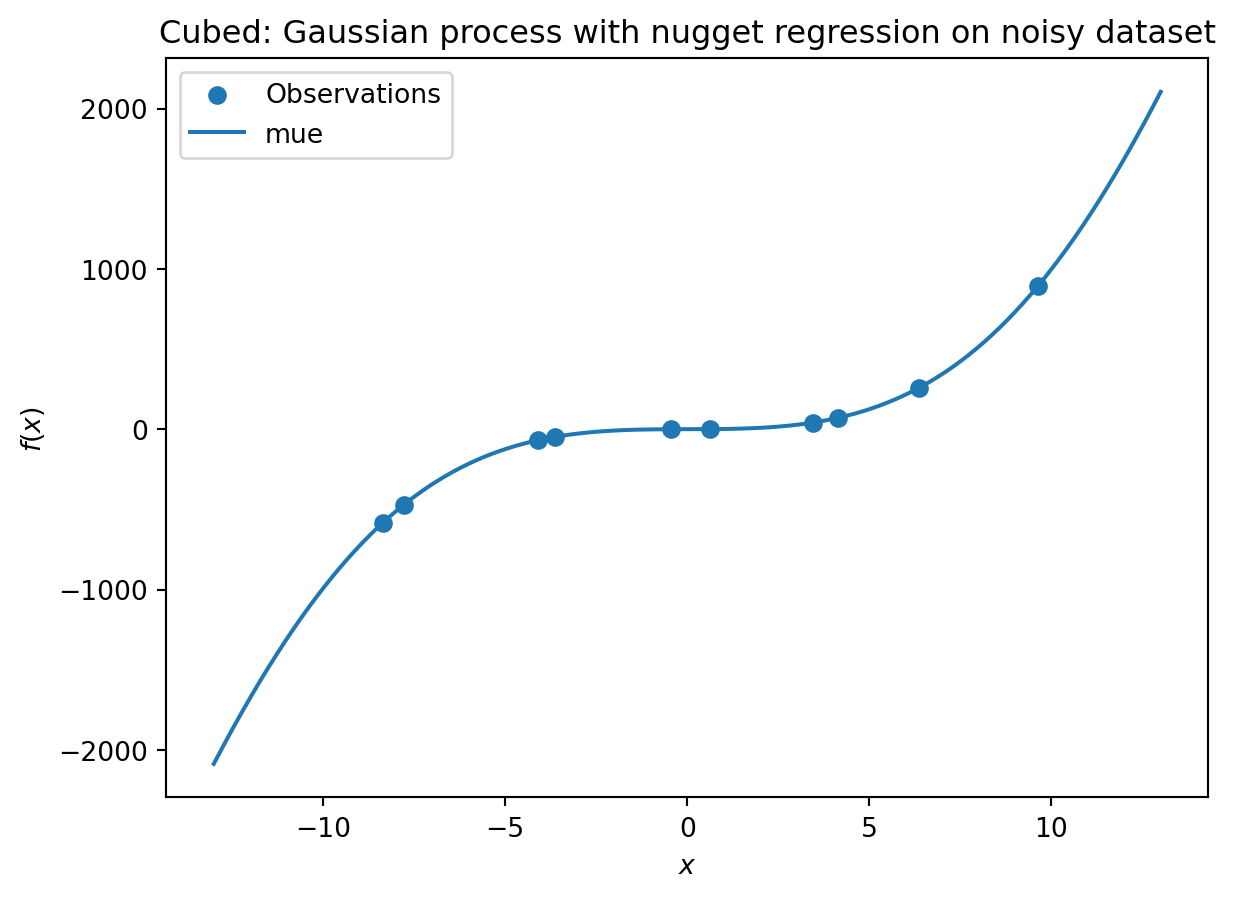 Cubed: Gaussian process with nugget regression on noisy dataset
Observations
mue
2000
1000
0
−1000
−2000
f(x)
−10
−5
0
5
10
x